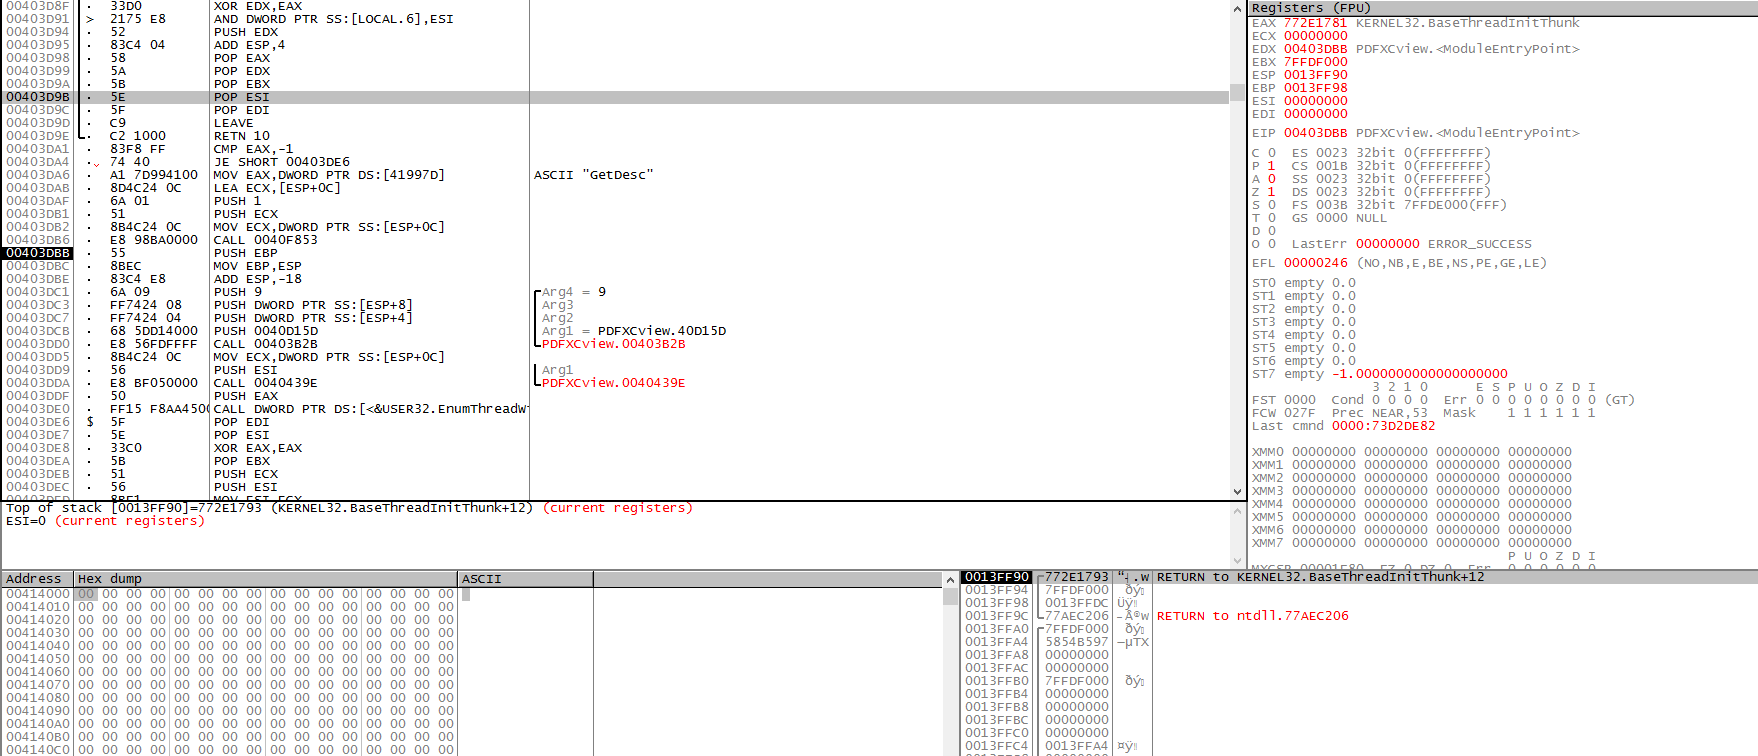 00403D8F · 33D0 XOR EDX,EAX
00403D91 > 2175 E8 AND DWORD PTR SS:[LOCAL.6],ESI
00403D94 · 52 PUSH EDX
00403D95 · 83C4 04 ADD ESP,4
00403D98 · 58 POP EAX
00403D99 · 5A POP EDX
00403D9A · 5B POP EBX
00403D9B · 5E POP ESI
00403D9C · 5F POP EDI
00403D9D · C9 LEAVE
00403D9E · C2 1000 RETN 10
00403DA1 · 83F8 FF CMP EAX,-1
00403DA4 · 74 40 JE SHORT 00403DE6
00403DA6 · A1 7D994100 MOV EAX,DWORD PTR DS:[41997D] ASCII "GetDesc"
00403DAB · 8D4C24 0C LEA ECX,[ESP+0C]
00403DAF · 6A 01 PUSH 1
00403DB1 · 51 PUSH ECX
00403DB2 · 8B4C24 0C MOV ECX,DWORD PTR SS:[ESP+0C]
00403DB6 · E8 98BA0000 CALL 0040F853
00403DBB · 55 PUSH EBP
00403DBC · 8BEC MOV EBP,ESP
00403DBE · 83C4 E8 ADD ESP,-18
00403DC1 · 6A 09 PUSH 9 Arg4 = 9
00403DC3 · FF7424 08 PUSH DWORD PTR SS:[ESP+8] Arg3
00403DC7 · FF7424 04 PUSH DWORD PTR SS:[ESP+4] Arg2
00403DCB · 68 5DD14000 PUSH 0040D15D Arg1 = PDFXCview.40D15D
00403DD0 · E8 56FDFFFF CALL 00403B2B PDFXCview.00403B2B
00403DD5 · 8B4C24 0C MOV ECX,DWORD PTR SS:[ESP+0C]
00403DD9 · 56 PUSH ESI Arg1
00403DDA · E8 BF050000 CALL 0040439E PDFXCview.0040439E
00403DDF · 50 PUSH EAX
00403DE0 · FF15 F8AA4500 CALL DWORD PTR DS:[<&USER32.EnumThreadW
00403DE6 $ 5F POP EDI
00403DE7 · 5E POP ESI
00403DE8 · 33C0 XOR EAX,EAX
00403DEA · 5B POP EBX
00403DEB · 51 PUSH ECX
00403DEC · 56 PUSH ESI
00403DED · 8BF1 MOV ESI,ECX
Top of stack [0013FF90]=772E1793 (KERNEL32.BaseThreadInitThunk+12) (current registers)
ESI=0 (current registers)
Registers (FPU)
EAX 772E1781 KERNEL32.BaseThreadInitThunk
ECX 00000000
EDX 00403DBB PDFXCview.<ModuleEntryPoint>
EBX 7FFDF000
ESP 0013FF90
EBP 0013FF98
ESI 00000000
EDI 00000000
EIP 00403DBB PDFXCview.<ModuleEntryPoint>
C 0 ES 0023 32bit 0(FFFFFFFF)
P 1 CS 001B 32bit 0(FFFFFFFF)
A 0 SS 0023 32bit 0(FFFFFFFF)
Z 1 DS 0023 32bit 0(FFFFFFFF)
S 0 FS 003B 32bit 7FFDE000(FFF)
T 0 GS 0000 NULL
D 0
O 0 LastErr 00000000 ERROR_SUCCESS
EFL 00000246 (NO,NB,E,BE,NS,PE,GE,LE)
ST0 empty 0.0
ST1 empty 0.0
ST2 empty 0.0
ST3 empty 0.0
ST4 empty 0.0
ST5 empty 0.0
ST6 empty 0.0
ST7 empty -1.0000000000000000000
3 2 1 0 E S P U O Z D I
FST 0000 Cond 0 0 0 0 Err 0 0 0 0 0 0 0 0 (GT)
FCW 027F Prec NEAR,53 Mask 1 1 1 1 1 1
Last cmnd 0000:73D2DE82
XMM0 00000000 00000000 00000000 00000000
XMM1 00000000 00000000 00000000 00000000
XMM2 00000000 00000000 00000000 00000000
XMM3 00000000 00000000 00000000 00000000
XMM4 00000000 00000000 00000000 00000000
XMM5 00000000 00000000 00000000 00000000
XMM6 00000000 00000000 00000000 00000000
XMM7 00000000 00000000 00000000 00000000
P U O Z D I
MXCSR 00001F80 FZ 0 DZ 0 Err 0 0 0 0 0 0
Address Hex dump ASCII
00414000 00 00 00 00 00 00 00 00 00 00 00 00 00 00 00 00
00414010 00 00 00 00 00 00 00 00 00 00 00 00 00 00 00 00
00414020 00 00 00 00 00 00 00 00 00 00 00 00 00 00 00 00
00414030 00 00 00 00 00 00 00 00 00 00 00 00 00 00 00 00
00414040 00 00 00 00 00 00 00 00 00 00 00 00 00 00 00 00
00414050 00 00 00 00 00 00 00 00 00 00 00 00 00 00 00 00
00414060 00 00 00 00 00 00 00 00 00 00 00 00 00 00 00 00
00414070 00 00 00 00 00 00 00 00 00 00 00 00 00 00 00 00
00414080 00 00 00 00 00 00 00 00 00 00 00 00 00 00 00 00
00414090 00 00 00 00 00 00 00 00 00 00 00 00 00 00 00 00
004140A0 00 00 00 00 00 00 00 00 00 00 00 00 00 00 00 00
004140B0 00 00 00 00 00 00 00 00 00 00 00 00 00 00 00 00
004140C0 00 00 00 00 00 00 00 00 00 00 00 00 00 00 00 00
0013FF90 772E1793 "┤.w RETURN to KERNEL32.BaseThreadInitThunk+12
0013FF94 7FFDF000 ðý
0013FF98 0013FFDC Üÿ
0013FF9C 77AEC206 -Â®w RETURN to ntdll.77AEC206
0013FFA0 7FFDF000 ðý
0013FFA4 5854B597 —µTX
0013FFA8 00000000
0013FFAC 00000000
0013FFB0 7FFDF000 ðý
0013FFB4 00000000
0013FFB8 00000000
0013FFBC 00000000
0013FFC0 00000000
0013FFC4 0013FFA4 ¤ÿ